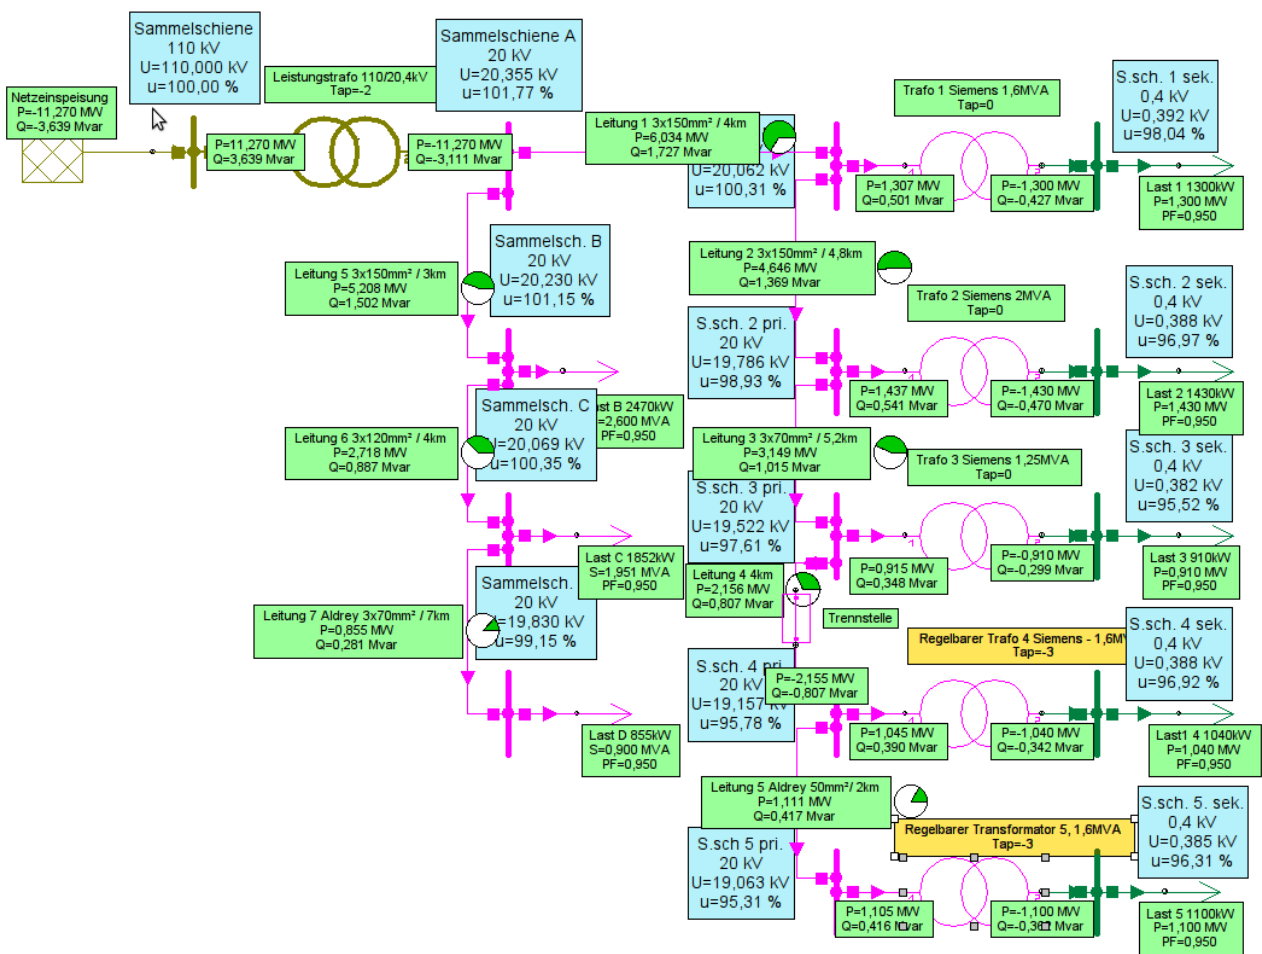 Sammelschiene
110 kV
U=110,000 kV
u=100,00 %
Sammelschiene A
20 kV
U=20,355 kV
u=101,77 %
Leistungstrafo 110/20,4kV
Tap=-2
Netzeinspeisung
P=-11,270 MW
Q=-3,639 Mvar
P=11,270 MW
Q=3,639 Mvar
P=-11,270 MW
Q=-3,111 Mvar
Leitung 1 3x150mm² / 4km
P=6,034 MW
Q=1,727 Mvar
U=20,062 kV
u=100,31 %
Trafo 1 Siemens 1,6MVA
Tap=0
S.sch. 1 sek.
0,4 kV
U=0,392 kV
u=98,04 %
P=1,307 MW
Q=0,501 Mvar
P=-1,300 MW
Q=-0,427 Mvar
Last 1 1300kW
P=1,300 MW
PF=0,950
Sammelsch. B
20 kV
U=20,230 kV
u=101,15 %
Leitung 5 3x150mm² / 3km
P=5,208 MW
Q=1,502 Mvar
Leitung 2 3x150mm² / 4,8km
P=4,646 MW
Q=1,369 Mvar
Trafo 2 Siemens 2MVA
Tap=0
S.sch. 2 sek.
0,4 kV
U=0,388 kV
u=96,97 %
S.sch. 2 pri.
20 kV
U=19,786 kV
u=98,93 %
P=1,437 MW
Q=0,541 Mvar
P=-1,430 MW
Q=-0,470 Mvar
Last 2 1430kW
P=1,430 MW
PF=0,950
st B 2470kW
=2,600 MVA
PF=0,950
Sammelsch. C
20 kV
U=20,069 kV
u=100,35 %
Leitung 6 3x120mm² / 4km
P=2,718 MW
Q=0,887 Mvar
Leitung 3 3x70mm² / 5,2km
P=3,149 MW
Q=1,015 Mvar
Trafo 3 Siemens 1,25MVA
Tap=0
S.sch. 3 sek.
0,4 kV
U=0,382 kV
u=95,52 %
S.sch. 3 pri.
20 kV
U=19,522 kV
u=97,61 %
P=0,915 MW
Q=0,348 Mvar
P=-0,910 MW
Q=-0,299 Mvar
Last 3 910kW
P=0,910 MW
PF=0,950
Last C 1852kW
S=1,951 MVA
PF=0,950
Leitung 4 4km
P=2,156 MW
Q=0,807 Mvar
Trennstelle
Sammelsch.
20 kV
U=19,830 kV
u=99,15 %
Leitung 7 Aldrey 3x70mm² / 7km
P=0,855 MW
Q=0,281 Mvar
Regelbarer Trafo 4 Siemens - 1,6MV
Tap=-3
S.sch. 4 sek.
0,4 kV
U=0,388 kV
u=96,92 %
S.sch. 4 pri
20 kV
U=19,157 kV
u=95,78 %
P=-2,155 MW
Q=-0,807 Mvar
P=1,045 MW
Q=0,390 Mvar
P=-1,040 MW
Q=-0,342 Mvar
Last1 4 1040kW
P=1,040 MW
PF=0,950
Last D 855kW
S=0,900 MVA
PF=0,950
Leitung 5 Aldrey 50mm²/ 2km
P=1,111 MW
Q=0,417 Mvar
Regelbarer Transformator 5, 1,6MVA
Tap=-3
S.sch. 5. sek.
0,4 kV
U=0,385 kV
u=96,31 %
S.sch 5 pri.
20 kV
U=19,063 kV
u=95,31 %
P=1,105 MW
Q=0,416 Mvar
P=-1,100 MW
Last 5 1100kW
P=1,100 MW
PF=0,950